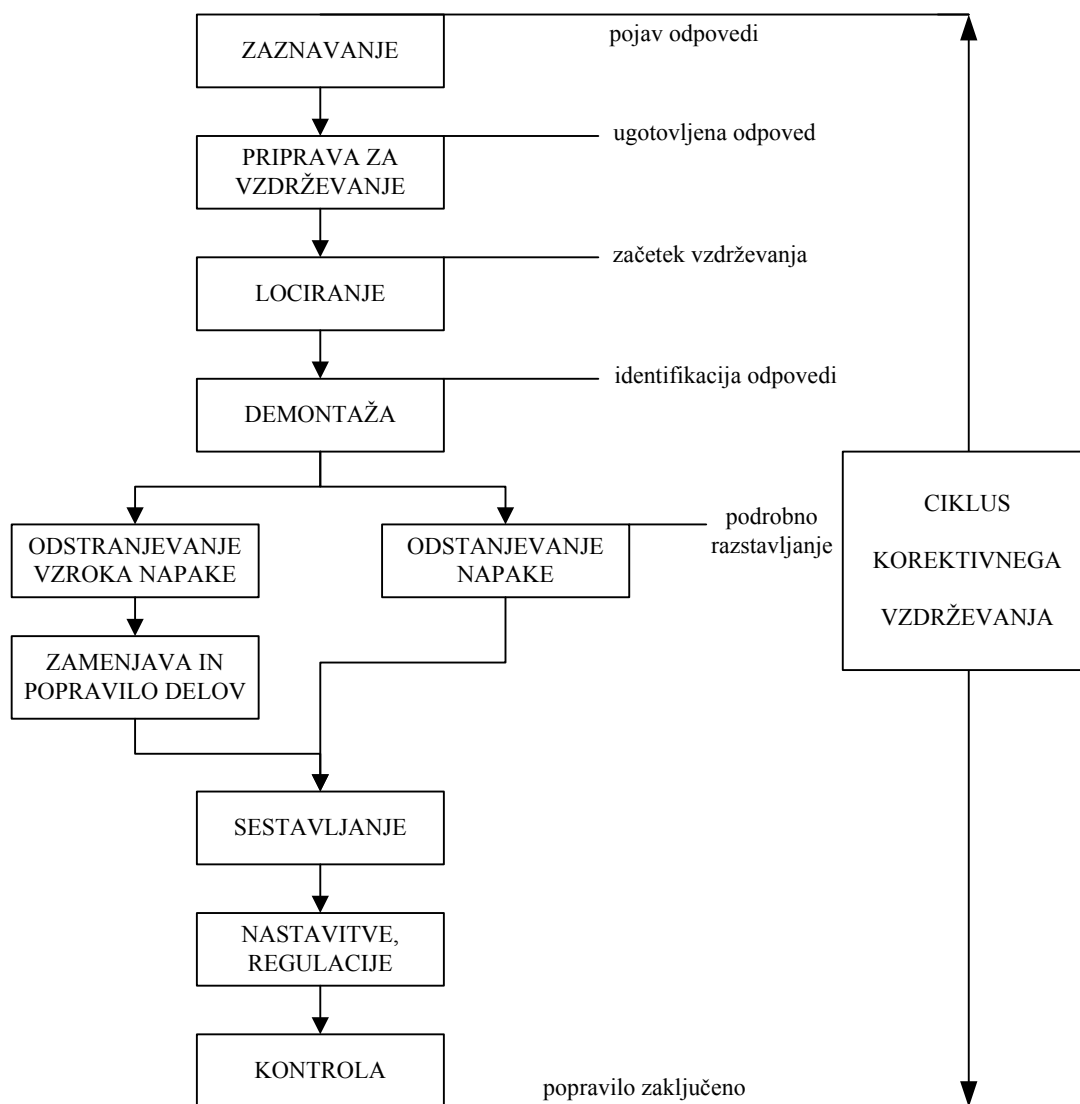 pojav odpovedi
ZAZNAVANJE
ugotovljena odpoved
PRIPRAVA ZA
VZDRŽEVANJE
začetek vzdrževanja
LOCIRANJE
identifikacija odpovedi
DEMONTAŽA
ODSTRANJEVANJE
VZROKA NAPAKE
ODSTANJEVANJE
NAPAKE
podrobno
razstavljanje
CIKLUS
KOREKTIVNEGA
VZDRŽEVANJA
ZAMENJAVA IN
POPRAVILO DELOV
SESTAVLJANJE
NASTAVITVE,
REGULACIJE
KONTROLA
popravilo zaključeno